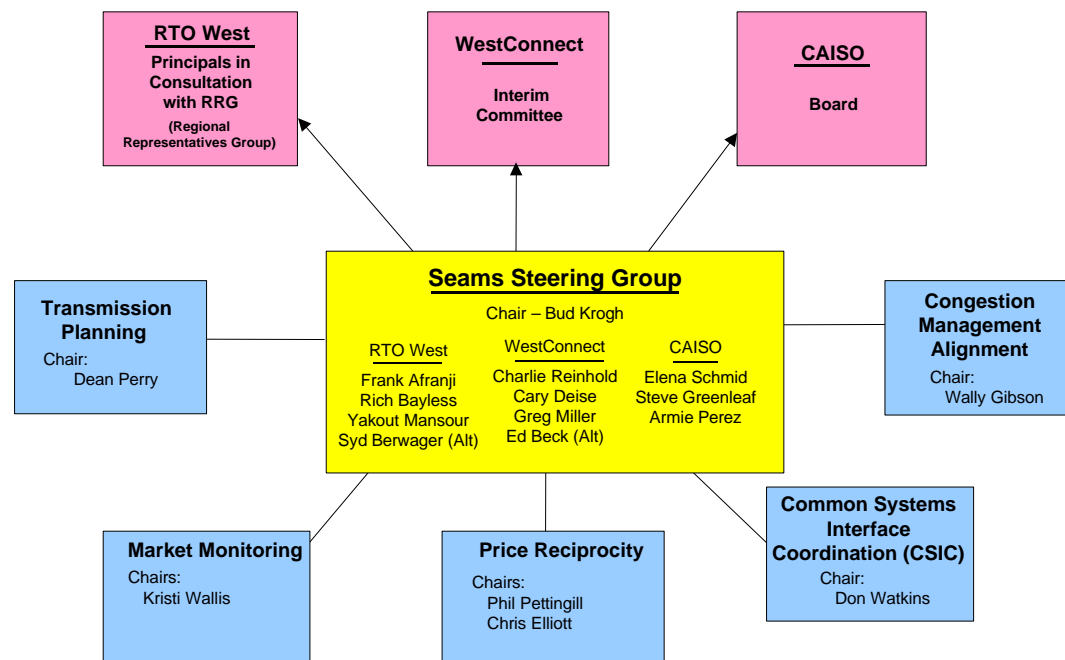 RTO West
Principals in
Consultation
with RRG
(Regional
Representatives Group)
WestConnect
Interim
Committee
CAISO
Board
Seams Steering Group
Chair – Bud Krogh
RTO West
Frank Afranji
Rich Bayless
Yakout Mansour
Syd Berwager (Alt)
WestConnect
Charlie Reinhold
Cary Deise
Greg Miller
Ed Beck (Alt)
CAISO
Elena Schmid
Steve Greenleaf
Armie Perez
Transmission
Planning
Chair:
Dean Perry
Congestion
Management
Alignment
Chair:
Wally Gibson
Market Monitoring
Chairs:
Kristi Wallis
Price Reciprocity
Chairs:
Phil Pettingill
Chris Elliott
Common Systems
Interface
Coordination (CSIC)
Chair:
Don Watkins